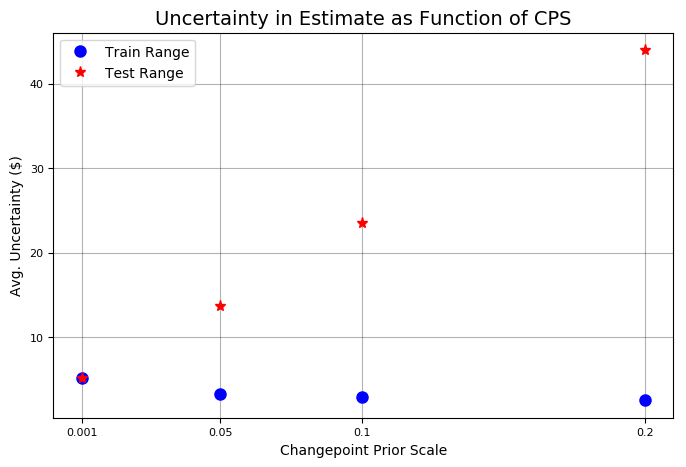 Uncertainty in Estimate as Function of CPS
Train Range
Test Range
40
30
20
10
Avg. Uncertainty ($)
0.001 0.05 0.1 0.2
Changepoint Prior Scale